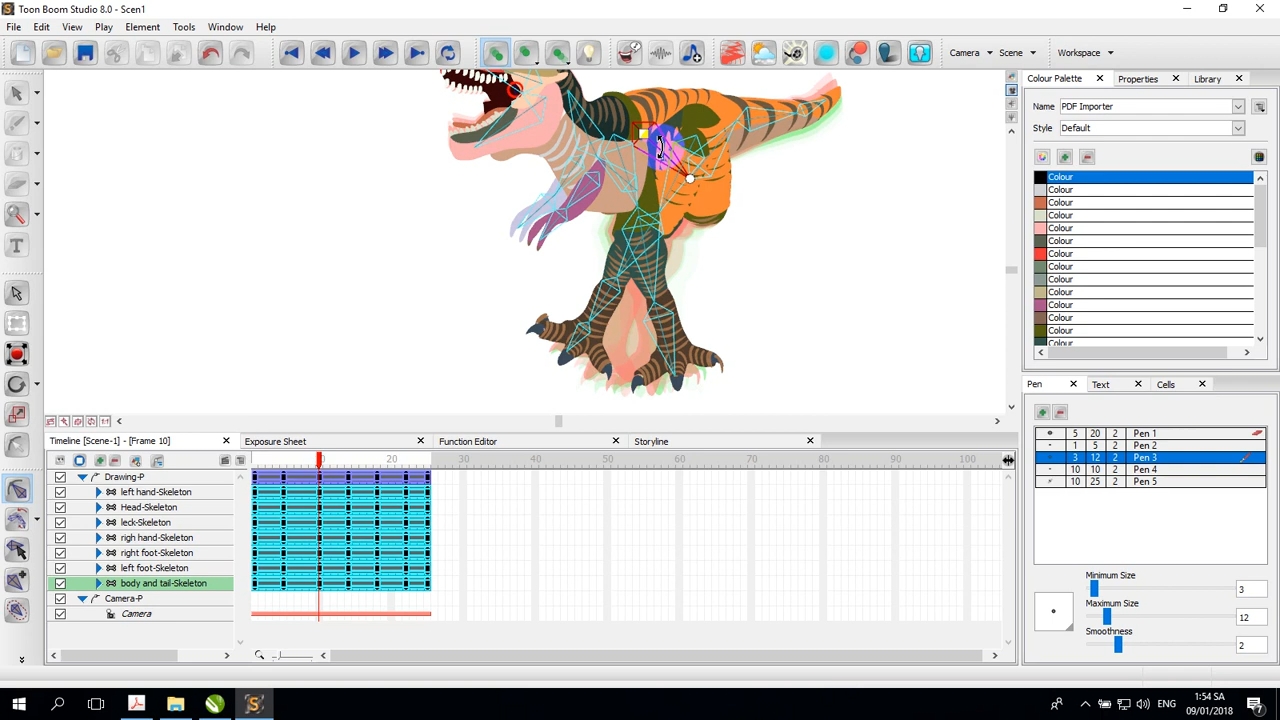 Toon Boom Studio 8.0 - Scen1
File Edit View Play Element Tools Window Help
Camera Scene Workspace
Colour Palette Properties Library
Name PDF Importer
Style Default
Colour
Colour
Colour
Colour
Colour
Colour
Colour
Colour
Colour
Colour
Colour
Colour
Colour
Colour
Pen Text Cells
5 20 2 Pen 1
1 5 2 Pen 2
3 12 2 Pen 3
10 10 2 Pen 4
10 25 2 Pen 5
Minimum Size
3
Maximum Size
12
Smoothness
2
Timeline [Scene-1] - [Frame 10] Exposure Sheet Function Editor Storyline
20 30 40 50 60 70 80 90 100
Drawing-P
left hand-Skeleton
Head-Skeleton
leck-Skeleton
righ hand-Skeleton
right foot-Skeleton
left foot-Skeleton
body and tail-Skeleton
Camera-P
Camera
ENG
1:54 SA
09/01/2018